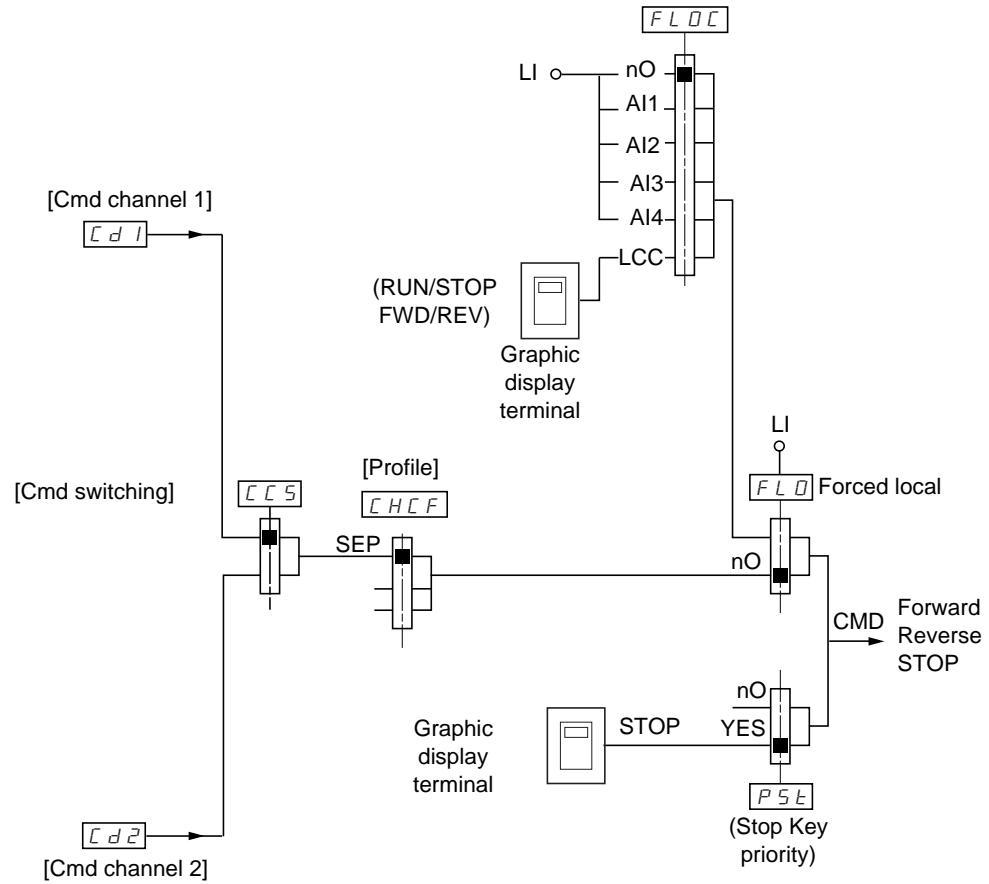 FLOC
LI
nO
AI1
AI2
AI3
AI4
LCC
[Cmd channel 1]
Cd1
(RUN/STOP
FWD/REV)
Graphic
display
terminal
LI
[Cmd switching]
CCS
[Profile]
CHCF
SEP
FLO
Forced local
nO
CMD
Forward
Reverse
STOP
nO
YES
STOP
Graphic
display
terminal
PSt
(Stop Key
priority)
Cd2
[Cmd channel 2]